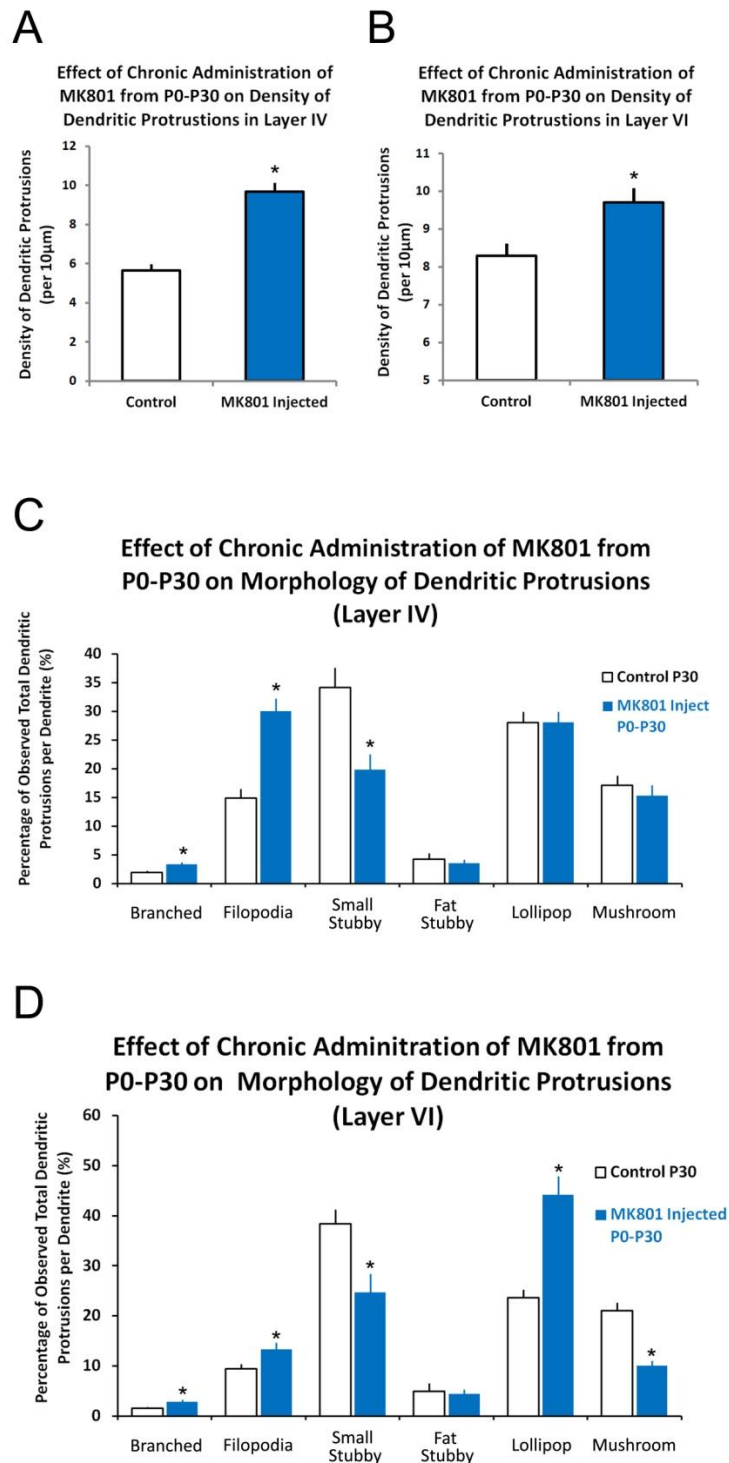 A
Effect of Chronic Administration of
MK801 from P0-P30 on Density of
Dendritic Protrustions in Layer IV
Density of Dendritic Protrusions
(per 10µm)
12
10
8
6
4
2
0
*
Control
MK801 Injected
B
Effect of Chronic Administration of
MK801 from P0-P30 on Density of
Dendritic Protrustions in Layer VI
Density of Dendritic Protrusions
(per 10µm)
11
10
9
8
7
6
5
*
Control
MK801 Injected
C
Effect of Chronic Administration of MK801 from
P0-P30 on Morphology of Dendritic Protrusions
(Layer IV)
Percentage of Observed Total Dendritic
Protrusions per Dendrite (%)
40
35
30
25
20
15
10
5
0
*
*
*
Control P30
MK801 Inject
P0-P30
Branched
Filopodia
Small
Stubby
Fat
Stubby
Lollipop
Mushroom
D
Effect of Chronic Adminitration of MK801 from
P0-P30 on Morphology of Dendritic Protrusions
(Layer VI)
Percentage of Observed Total Dendritic
Protrusions per Dendrite (%)
60
50
40
30
20
10
0
*
*
*
*
*
Control P30
MK801 Injected
P0-P30
Branched
Filopodia
Small
Stubby
Fat
Stubby
Lollipop
Mushroom